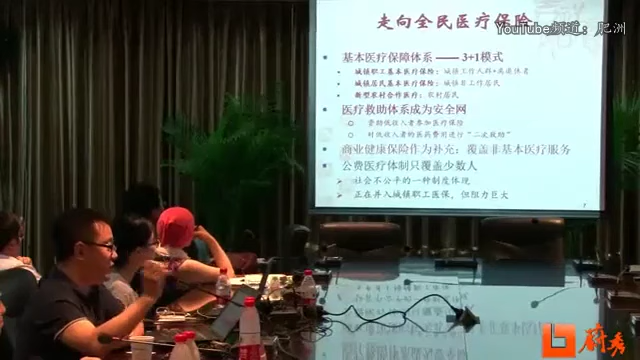 走向全民医疗保险
YouTube频道：肥洲
基本医疗保障体系 —— 3+1模式
城镇职工基本医疗保险：城镇工作人群+离退休者
城镇居民基本医疗保险：城镇非工作居民
新型农村合作医疗：农村居民
医疗救助体系成为安全网
资助低收入者参加医疗保险
对低收入者的医药费用进行“二次救助”
商业健康保险作为补充：覆盖非基本医疗服务
公费医疗体制只覆盖少数人
社会不公平的一种制度体现
正在并入城镇职工医保，但阻力巨大